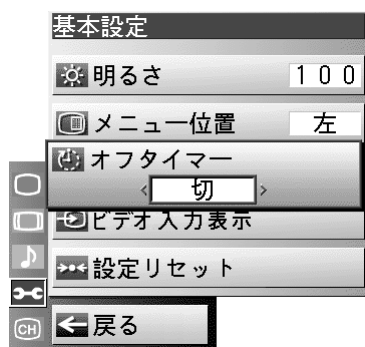 基本設定
明るさ 100
メニュー位置 左
オフタイマー
切
ビデオ入力表示
設定リセット
CH 戻る